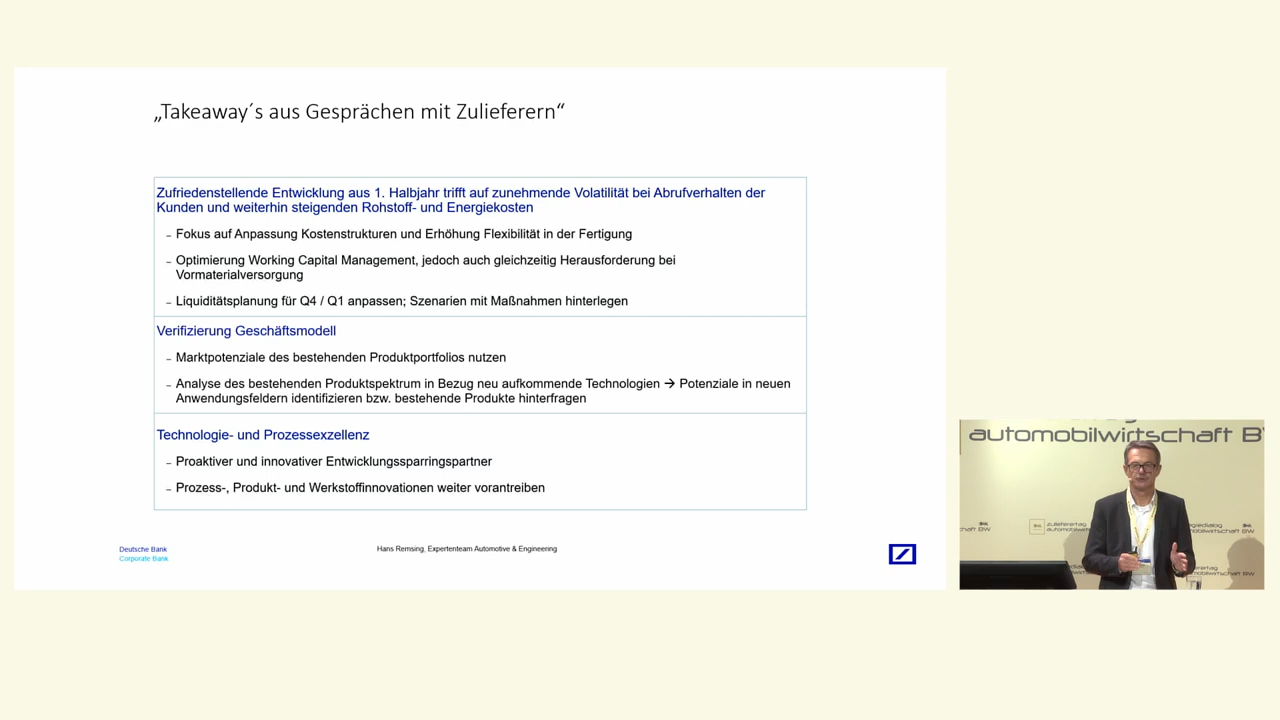 „Takeaway´s aus Gesprächen mit Zulieferern“
Zufriedenstellende Entwicklung aus 1. Halbjahr trifft auf zunehmende Volatilität bei Abrufverhalten der
Kunden und weiterhin steigenden Rohstoff- und Energiekosten
– Fokus auf Anpassung Kostenstrukturen und Erhöhung Flexibilität in der Fertigung
– Optimierung Working Capital Management, jedoch auch gleichzeitig Herausforderung bei
Vormaterialversorgung
– Liquiditätsplanung für Q4 / Q1 anpassen; Szenarien mit Maßnahmen hinterlegen
Verifizierung Geschäftsmodell
– Marktpotenziale des bestehenden Produktportfolios nutzen
– Analyse des bestehenden Produktspektrum in Bezug neu aufkommende Technologien → Potenziale in neuen
Anwendungsfeldern identifizieren bzw. bestehende Produkte hinterfragen
Technologie- und Prozessexzellenz
– Proaktiver und innovativer Entwicklungssparringspartner
– Prozess-, Produkt- und Werkstoffinnovationen weiter vorantreiben
Deutsche Bank
Corporate Bank
Hans Remsing, Expertenteam Automotive & Engineering
automobilwirtschaft BW
zulieferertag
automobilwirtschaft BW